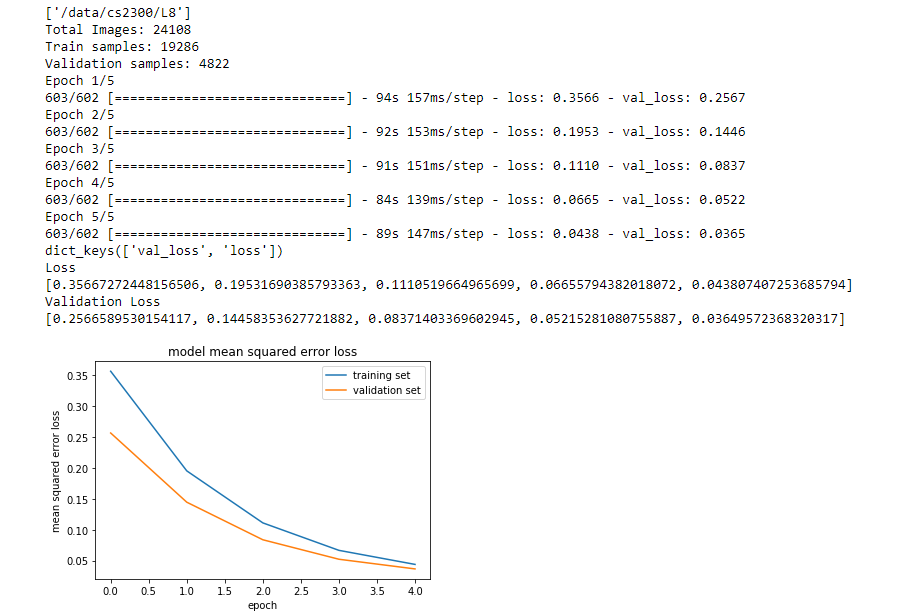 ['/data/cs2300/L8']
Total Images: 24108
Train samples: 19286
Validation samples: 4822
Epoch 1/5
603/602 [==============================] - 94s 157ms/step - loss: 0.3566 - val_loss: 0.2567
Epoch 2/5
603/602 [==============================] - 92s 153ms/step - loss: 0.1953 - val_loss: 0.1446
Epoch 3/5
603/602 [==============================] - 91s 151ms/step - loss: 0.1110 - val_loss: 0.0837
Epoch 4/5
603/602 [==============================] - 84s 139ms/step - loss: 0.0665 - val_loss: 0.0522
Epoch 5/5
603/602 [==============================] - 89s 147ms/step - loss: 0.0438 - val_loss: 0.0365
dict_keys(['val_loss', 'loss'])
Loss
[0.35667272448156506, 0.19531690385793363, 0.1110519664965699, 0.06655794382018072, 0.043807407253685794]
Validation Loss
[0.2566589530154117, 0.14458353627721882, 0.08371403369602945, 0.05215281080755887, 0.03649572368320317]
model mean squared error loss
training set
validation set
mean squared error loss
0.35
0.30
0.25
0.20
0.15
0.10
0.05
0.0 0.5 1.0 1.5 2.0 2.5 3.0 3.5 4.0
epoch